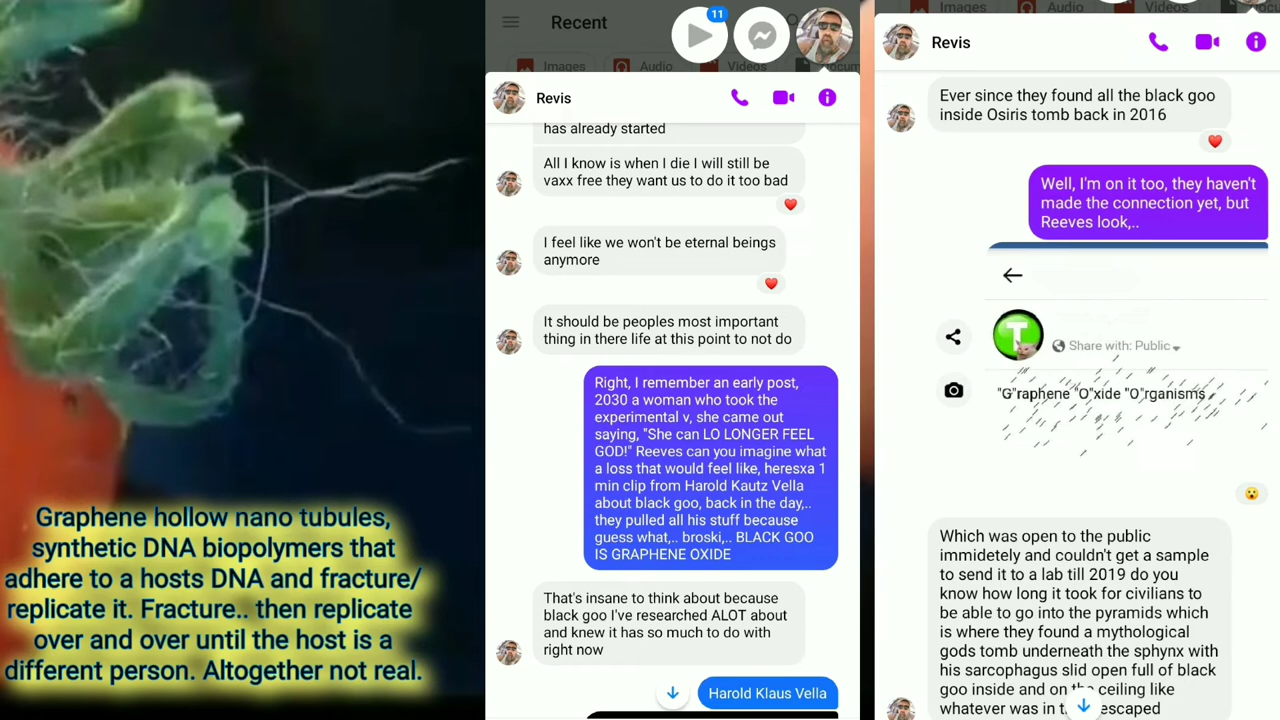 Graphene hollow nano tubules,
synthetic DNA biopolymers that
adhere to a hosts DNA and fracture/
replicate it. Fracture.. then replicate
over and over until the host is a
different person. Altogether not real.
Recent
11
Images
Audio
Videos
Revis
has already started
All I know is when I die I will still be
vaxx free they want us to do it too bad
I feel like we won't be eternal beings
anymore
It should be peoples most important
thing in there life at this point to not do
Right, I remember an early post,
2030 a woman who took the
experimental v, she came out
saying, "She can LO LONGER FEEL
GOD!" Reeves can you imagine what
a loss that would feel like, heresxa 1
min clip from Harold Kautz Vella
about black goo, back in the day,..
they pulled all his stuff because
guess what,.. broski,.. BLACK GOO
IS GRAPHENE OXIDE
That's insane to think about because
black goo I've researched ALOT about
and knew it has so much to do with
right now
Harold Klaus Vella
Images
Audio
Videos
Revis
Ever since they found all the black goo
inside Osiris tomb back in 2016
Well, I'm on it too, they haven't
made the connection yet, but
Reeves look,..
T
Share with: Public
"G"raphene "O"xide "O"rganisms
Which was open to the public
immidetely and couldn't get a sample
to send it to a lab till 2019 do you
know how long it took for civilians to
be able to go into the pyramids which
is where they found a mythological
gods tomb underneath the sphynx with
his sarcophagus slid open full of black
goo inside and on the ceiling like
whatever was in escaped